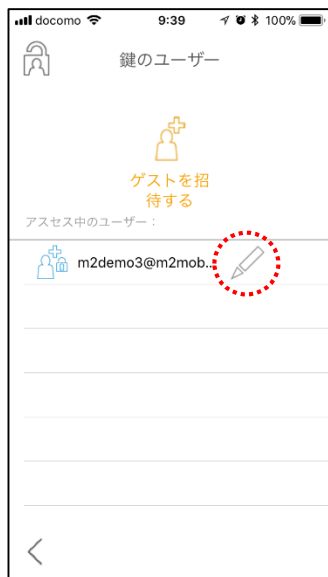 docomo 9:39 100%
鍵のユーザー
ゲストを招
待する
アスセス中のユーザー：
m2demo3@m2mob..